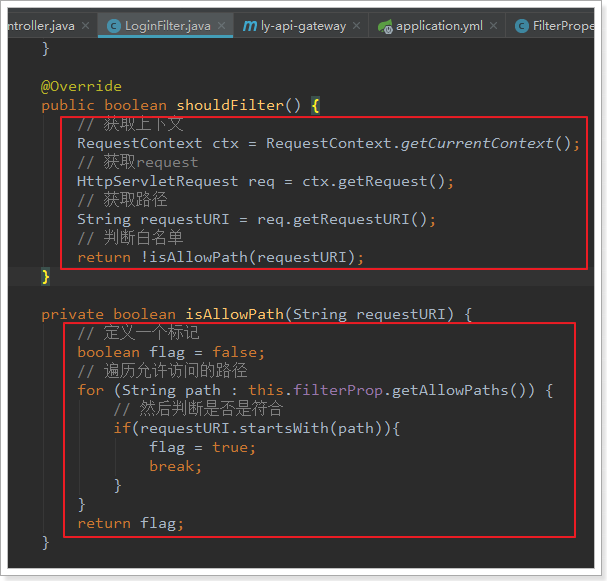 ntroller.java × LoginFilter.java × ly-api-gateway × application.yml × FilterPrope
}
@Override
public boolean shouldFilter() {
// 获取上下文
RequestContext ctx = RequestContext.getCurrentContext();
// 获取request
HttpServletRequest req = ctx.getRequest();
// 获取路径
String requestURI = req.getRequestURI();
// 判断白名单
return !isAllowPath(requestURI);
}
private boolean isAllowPath(String requestURI) {
// 定义一个标记
boolean flag = false;
// 遍历允许访问的路径
for (String path : this.filterProp.getAllowPaths()) {
// 然后判断是否是符合
if(requestURI.startsWith(path)){
flag = true;
break;
}
}
return flag;
}